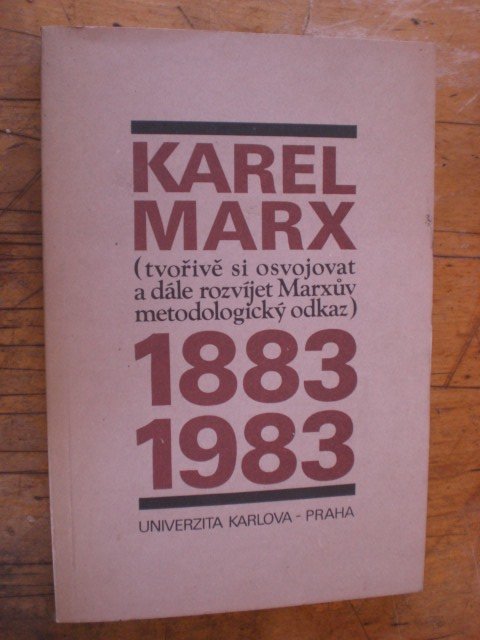 KAREL
MARX
(tvořivě si osvojovat
a dále rozvíjet Marxův
metodologický odkaz)
1883
1983
UNIVERZITA KARLOVA - PRAHA